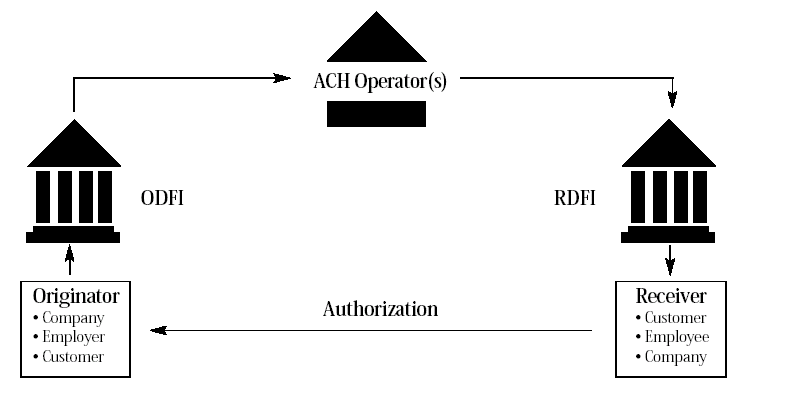 ACH Operator(s)
ODFI
RDFI
Originator
• Company
• Employer
• Customer
Authorization
Receiver
• Customer
• Employee
• Company